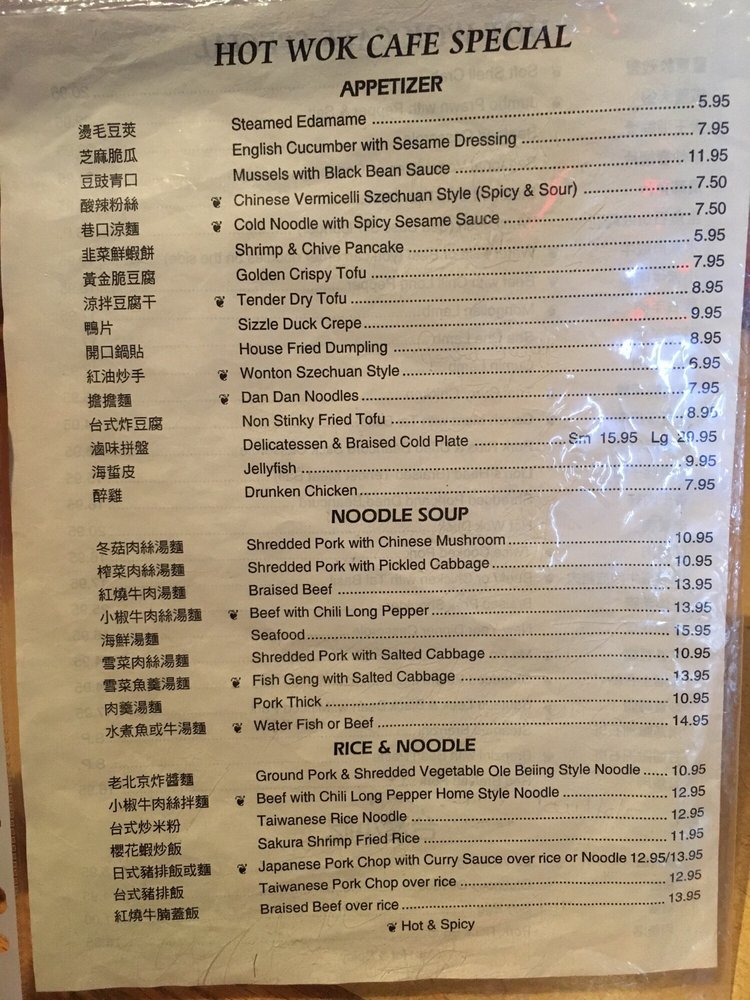 HOT WOK CAFE SPECIAL
APPETIZER
燙毛豆莢 Steamed Edamame 5.95
芝麻脆瓜 English Cucumber with Sesame Dressing 7.95
豆豉青口 Mussels with Black Bean Sauce 11.95
酸辣粉絲 ❦ Chinese Vermicelli Szechuan Style (Spicy & Sour) 7.50
巷口涼麵 ❦ Cold Noodle with Spicy Sesame Sauce 7.50
韭菜鮮蝦餅 Shrimp & Chive Pancake 5.95
黃金脆豆腐 Golden Crispy Tofu 7.95
涼拌豆腐干 ❦ Tender Dry Tofu 8.95
鴨片 Sizzle Duck Crepe 9.95
開口鍋貼 House Fried Dumpling 8.95
紅油炒手 ❦ Wonton Szechuan Style 6.95
擔擔麵 ❦ Dan Dan Noodles 7.95
台式炸豆腐 Non Stinky Fried Tofu 8.95
滷味拼盤 Delicatessen & Braised Cold Plate Sm 15.95 Lg 20.95
海蜇皮 Jellyfish 9.95
醉雞 Drunken Chicken 7.95
NOODLE SOUP
冬菇肉絲湯麵 Shredded Pork with Chinese Mushroom 10.95
榨菜肉絲湯麵 Shredded Pork with Pickled Cabbage 10.95
紅燒牛肉湯麵 Braised Beef 13.95
小椒牛肉絲湯麵 ❦ Beef with Chili Long Pepper 13.95
海鮮湯麵 Seafood 15.95
雪菜肉絲湯麵 Shredded Pork with Salted Cabbage 10.95
雪菜魚羹湯麵 ❦ Fish Geng with Salted Cabbage 13.95
肉羹湯麵 Pork Thick 10.95
水煮魚或牛湯麵 ❦ Water Fish or Beef 14.95
RICE & NOODLE
老北京炸醬麵 Ground Pork & Shredded Vegetable Ole Beiing Style Noodle 10.95
小椒牛肉絲拌麵 ❦ Beef with Chili Long Pepper Home Style Noodle 12.95
台式炒米粉 Taiwanese Rice Noodle 12.95
櫻花蝦炒飯 Sakura Shrimp Fried Rice 11.95
日式豬排飯或麵 ❦ Japanese Pork Chop with Curry Sauce over rice or Noodle 12.95/13.95
台式豬排飯 Taiwanese Pork Chop over rice 12.95
紅燒牛腩蓋飯 Braised Beef over rice 13.95
❦ Hot & Spicy